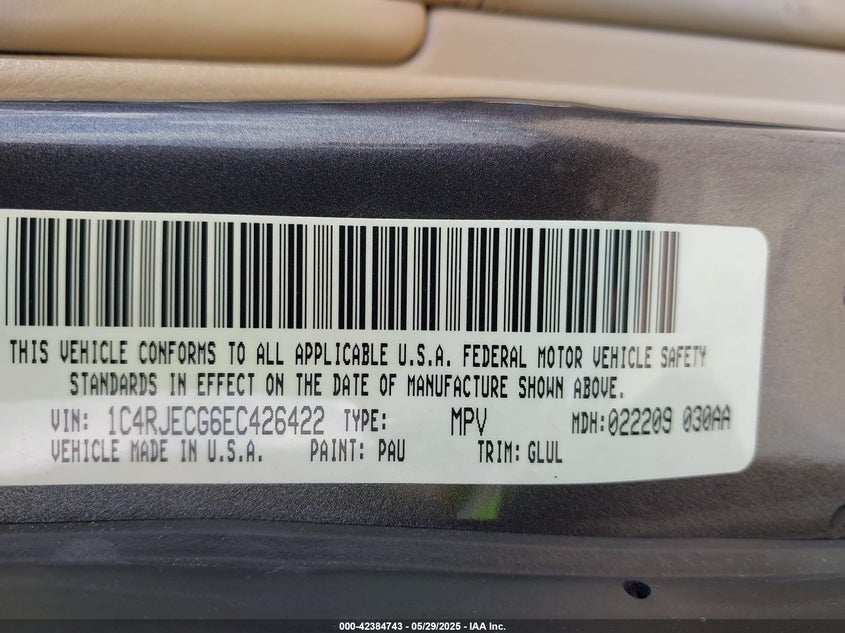 THIS VEHICLE CONFORMS TO ALL APPLICABLE U.S.A. FEDERAL MOTOR VEHICLE SAFETY
STANDARDS IN EFFECT ON THE DATE OF MANUFACTURE SHOWN ABOVE.
VIN: 1C4RJECG6EC426422 TYPE: MPV MDH:022209 030AA
VEHICLE MADE IN U.S.A. PAINT: PAU TRIM: GLUL
000-42384743 / 05/29/2025 - IAA Inc.